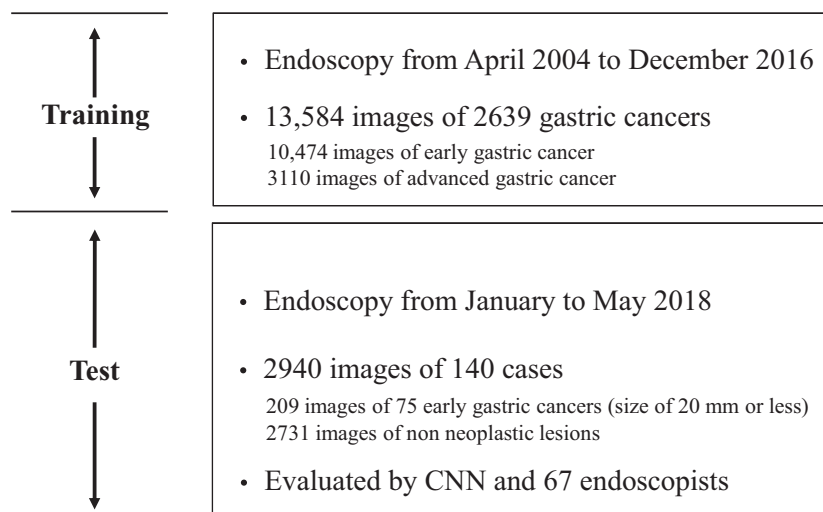 Training
• Endoscopy from April 2004 to December 2016
• 13,584 images of 2639 gastric cancers
10,474 images of early gastric cancer
3110 images of advanced gastric cancer
Test
• Endoscopy from January to May 2018
• 2940 images of 140 cases
209 images of 75 early gastric cancers (size of 20 mm or less)
2731 images of non neoplastic lesions
• Evaluated by CNN and 67 endoscopists